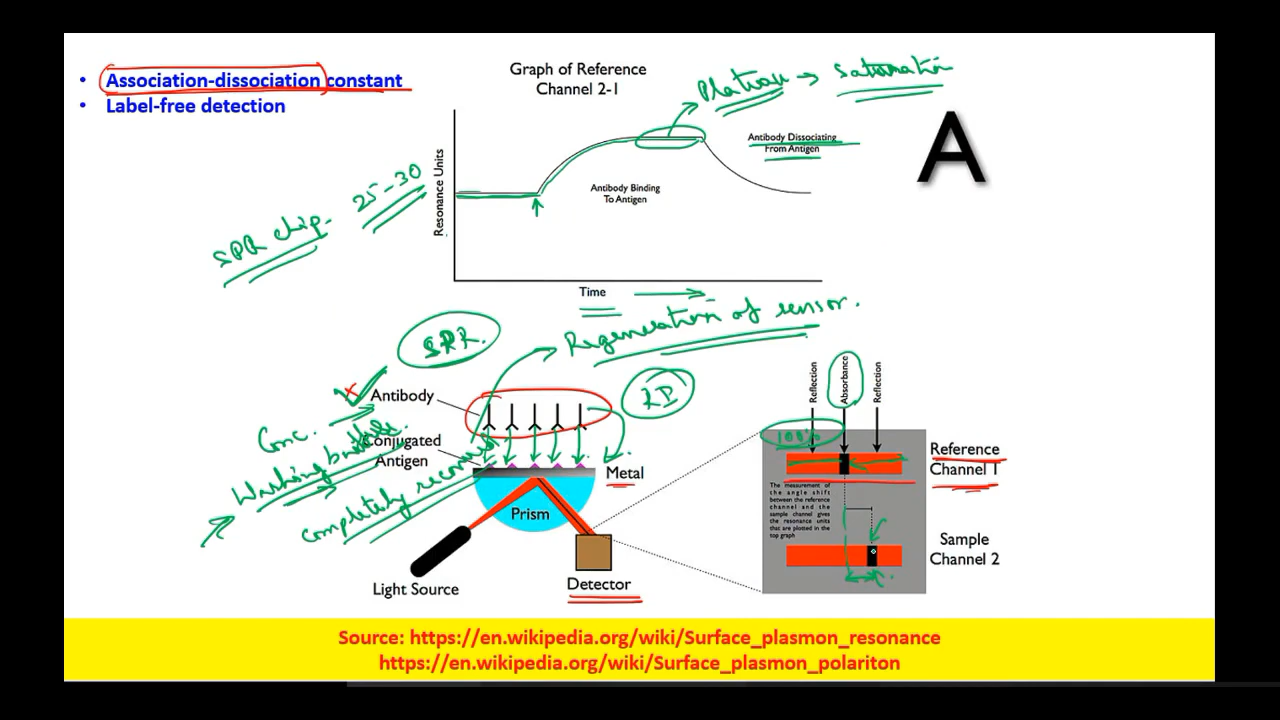 • Association-dissociation constant
• Label-free detection
Graph of Reference
Channel 2-1
Plateau → Saturation
A
Resonance Units
Antibody Dissociating
From Antigen
Antibody Binding
To Antigen
SPR chip. 25-30
Time
Regeneration of sensor.
SPR.
Antibody
Conc.
Washing buffer.
Conjugated
Antigen
completely
Metal
Prism
Light Source
Detector
Reflection
Absorbance
Reflection
100%
Reference
Channel 1
The measurement of
the angle shift
between the reference
channel and the
sample channel gives
the resonance units
that are plotted in the
top graph
Sample
Channel 2
Source: https://en.wikipedia.org/wiki/Surface_plasmon_resonance
https://en.wikipedia.org/wiki/Surface_plasmon_polariton